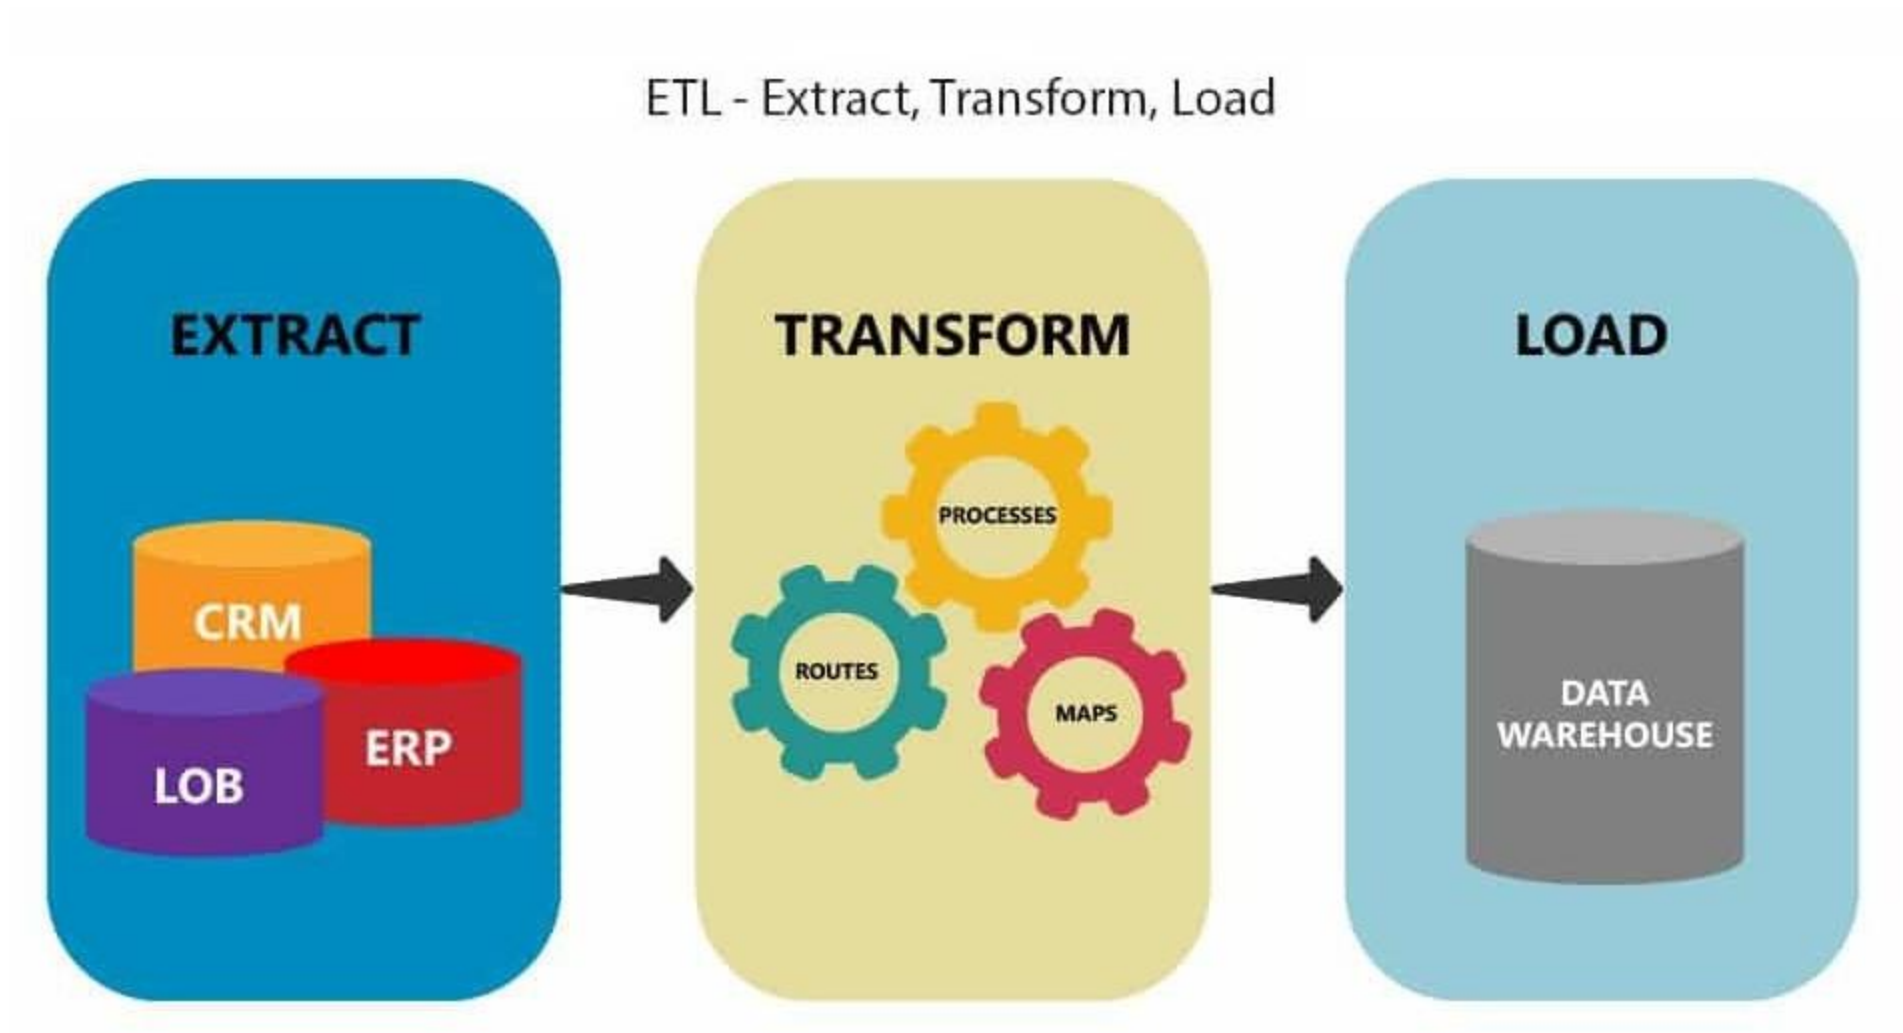 ETL - Extract, Transform, Load
EXTRACT
CRM
ERP
LOB
TRANSFORM
PROCESSES
ROUTES
MAPS
LOAD
DATA
WAREHOUSE